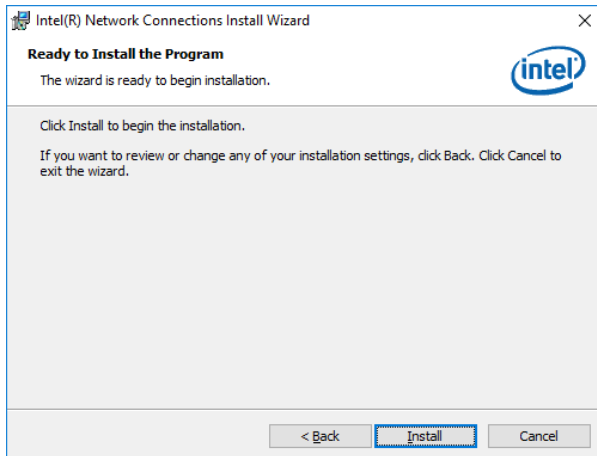 Intel(R) Network Connections Install Wizard
Ready to Install the Program
The wizard is ready to begin installation.
(intel)
Click Install to begin the installation.
If you want to review or change any of your installation settings, click Back. Click Cancel to
exit the wizard.
< Back
Install
Cancel